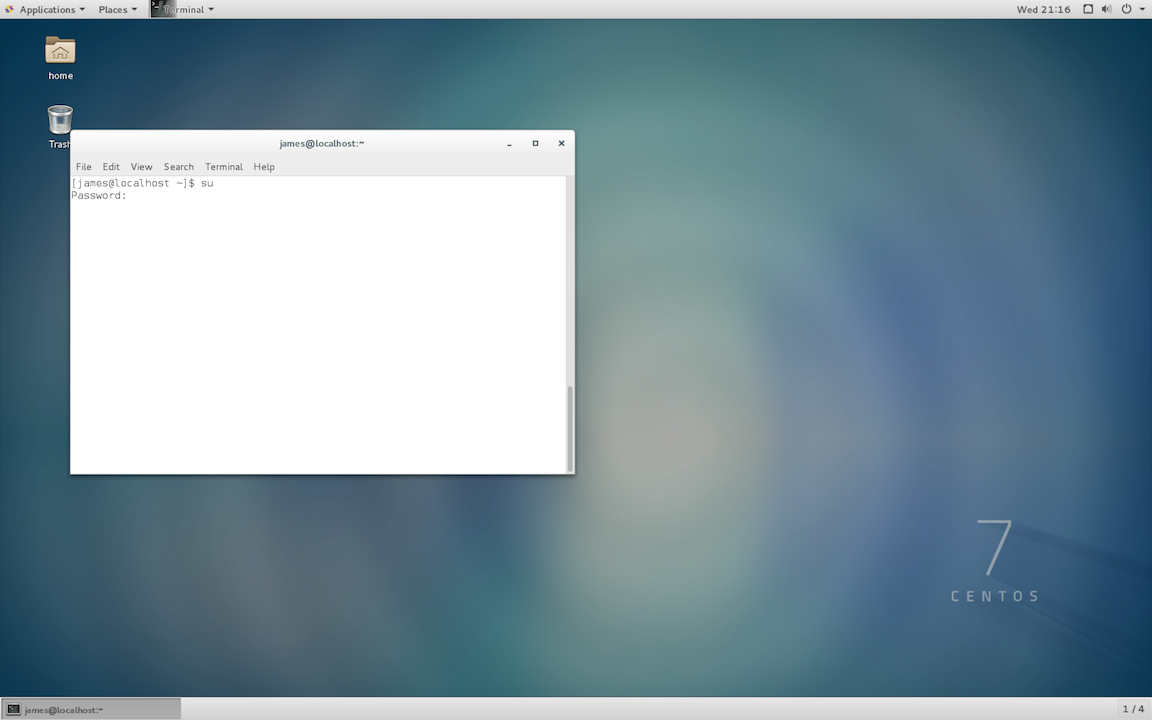 Applications Places Terminal Wed 21:16
home
Trash
james@localhost:~
File Edit View Search Terminal Help
[james@localhost ~]$ su
Password:
7
CENTOS
james@localhost:~ 1 / 4